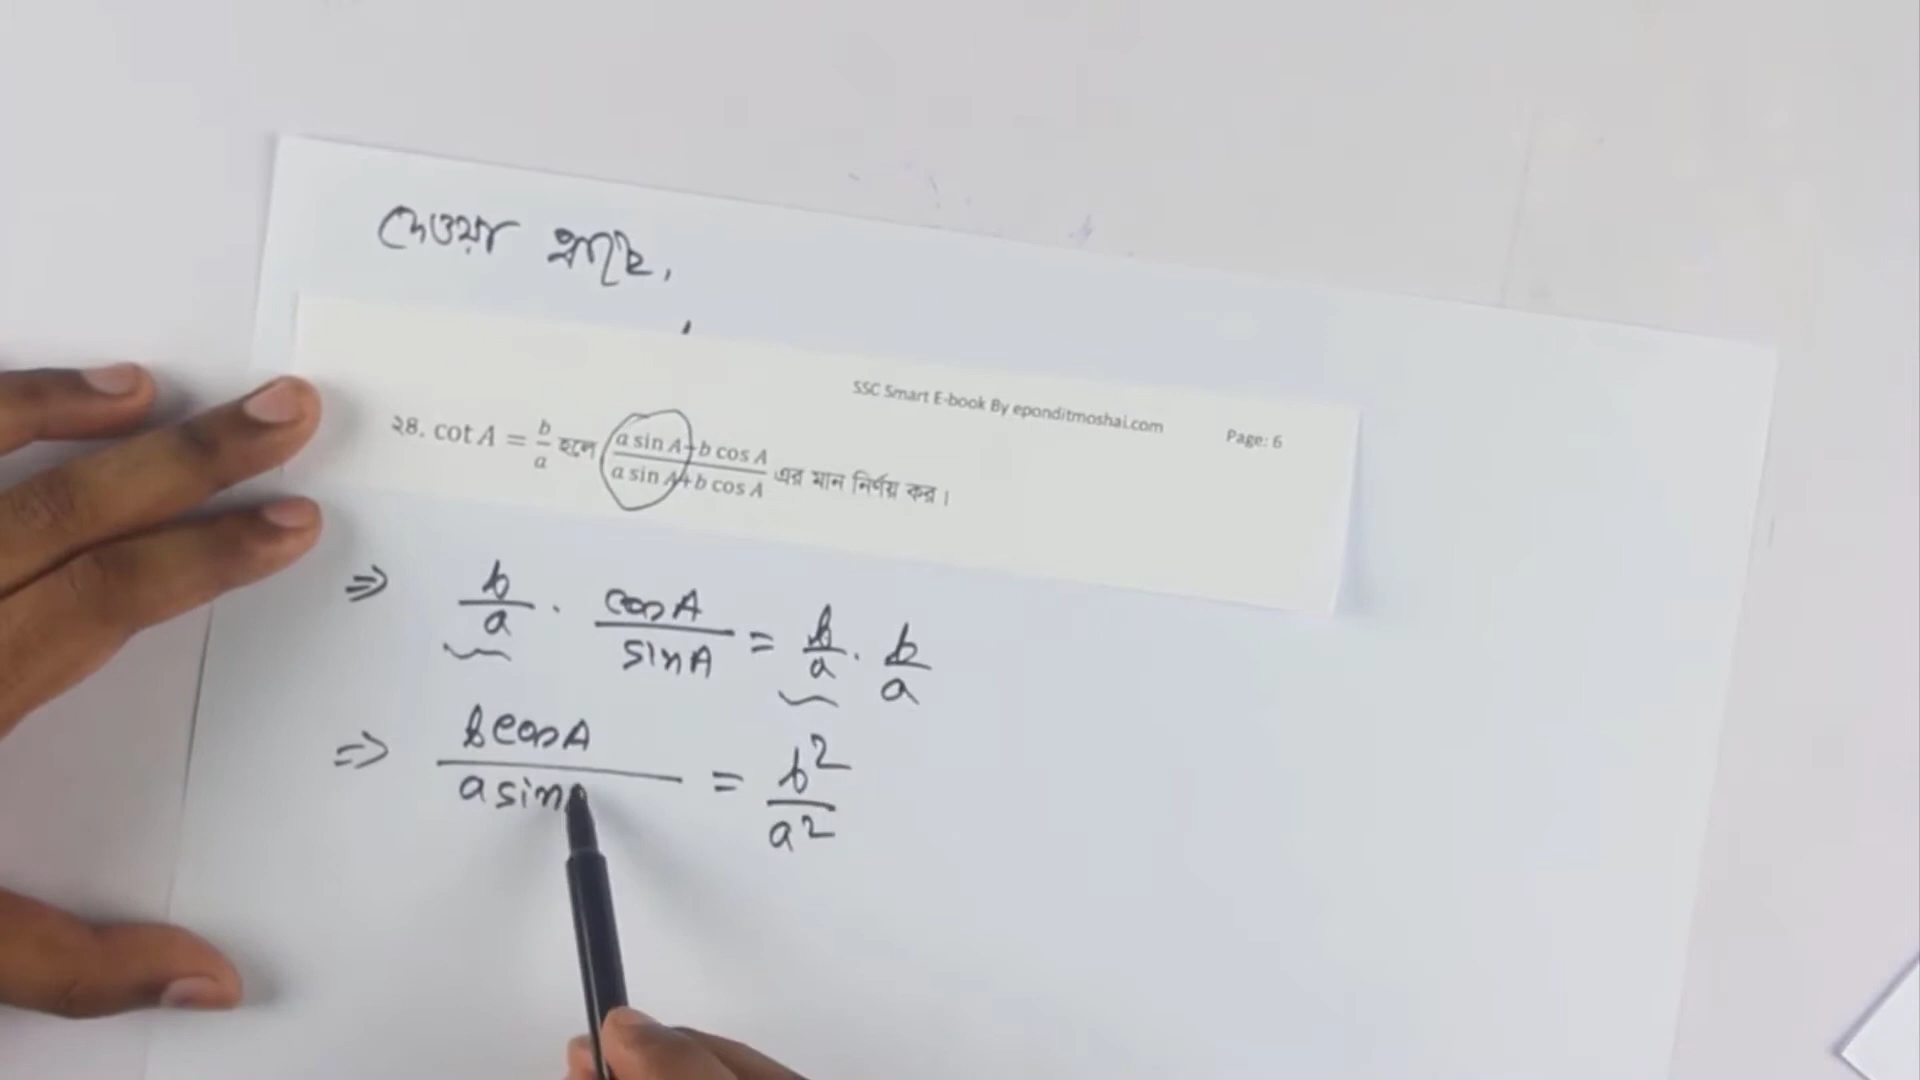 দেওয়া আছে,
SSC Smart E-book By eponditmoshai.com Page: 6
২৪. cot A = b/a হলে (a sin A - b cos A)/(a sin A + b cos A) এর মান নির্ণয় কর।
⇒ b/a · cosA/sinA = b/a · b/a
⇒ bcosA/asinA = b²/a²